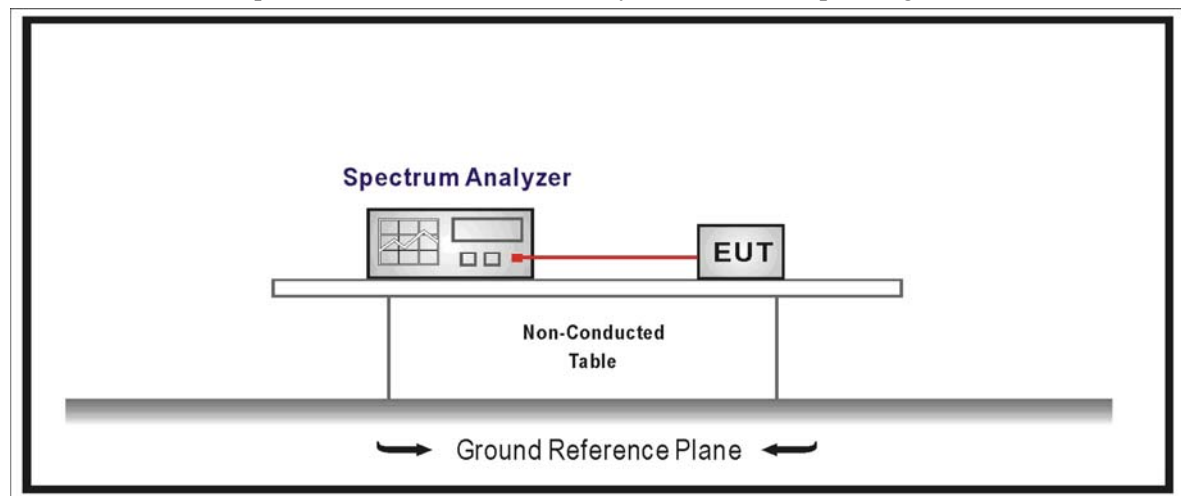 Spectrum Analyzer
EUT
Non-Conducted
Table
Ground Reference Plane